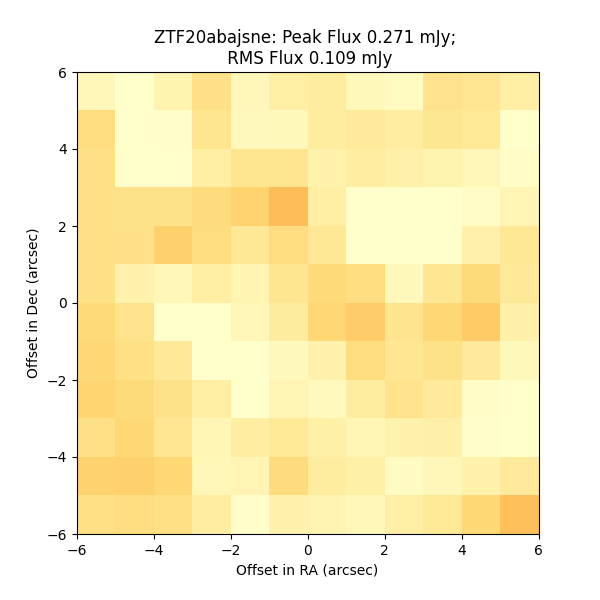 ZTF20abajsne: Peak Flux 0.271 mJy;
RMS Flux 0.109 mJy
6
4
2
0
−2
−4
−6
Offset in Dec (arcsec)
−6 −4 −2 0 2 4 6
Offset in RA (arcsec)